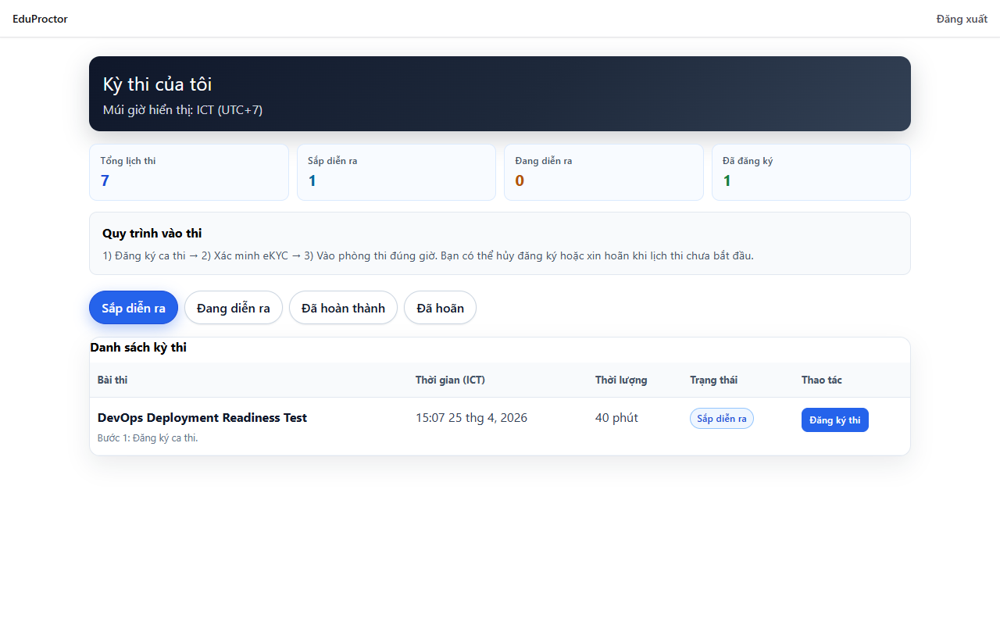 EduProctor
Đăng xuất
Kỳ thi của tôi
Múi giờ hiển thị: ICT (UTC+7)
Tổng lịch thi
7
Sắp diễn ra
1
Đang diễn ra
0
Đã đăng ký
1
Quy trình vào thi
1) Đăng ký ca thi → 2) Xác minh eKYC → 3) Vào phòng thi đúng giờ. Bạn có thể hủy đăng ký hoặc xin hoãn khi lịch thi chưa bắt đầu.
Sắp diễn ra
Đang diễn ra
Đã hoàn thành
Đã hoãn
Danh sách kỳ thi
Bài thi
Thời gian (ICT)
Thời lượng
Trạng thái
Thao tác
DevOps Deployment Readiness Test
15:07 25 thg 4, 2026
40 phút
Sắp diễn ra
Đăng ký thi
Bước 1: Đăng ký ca thi.